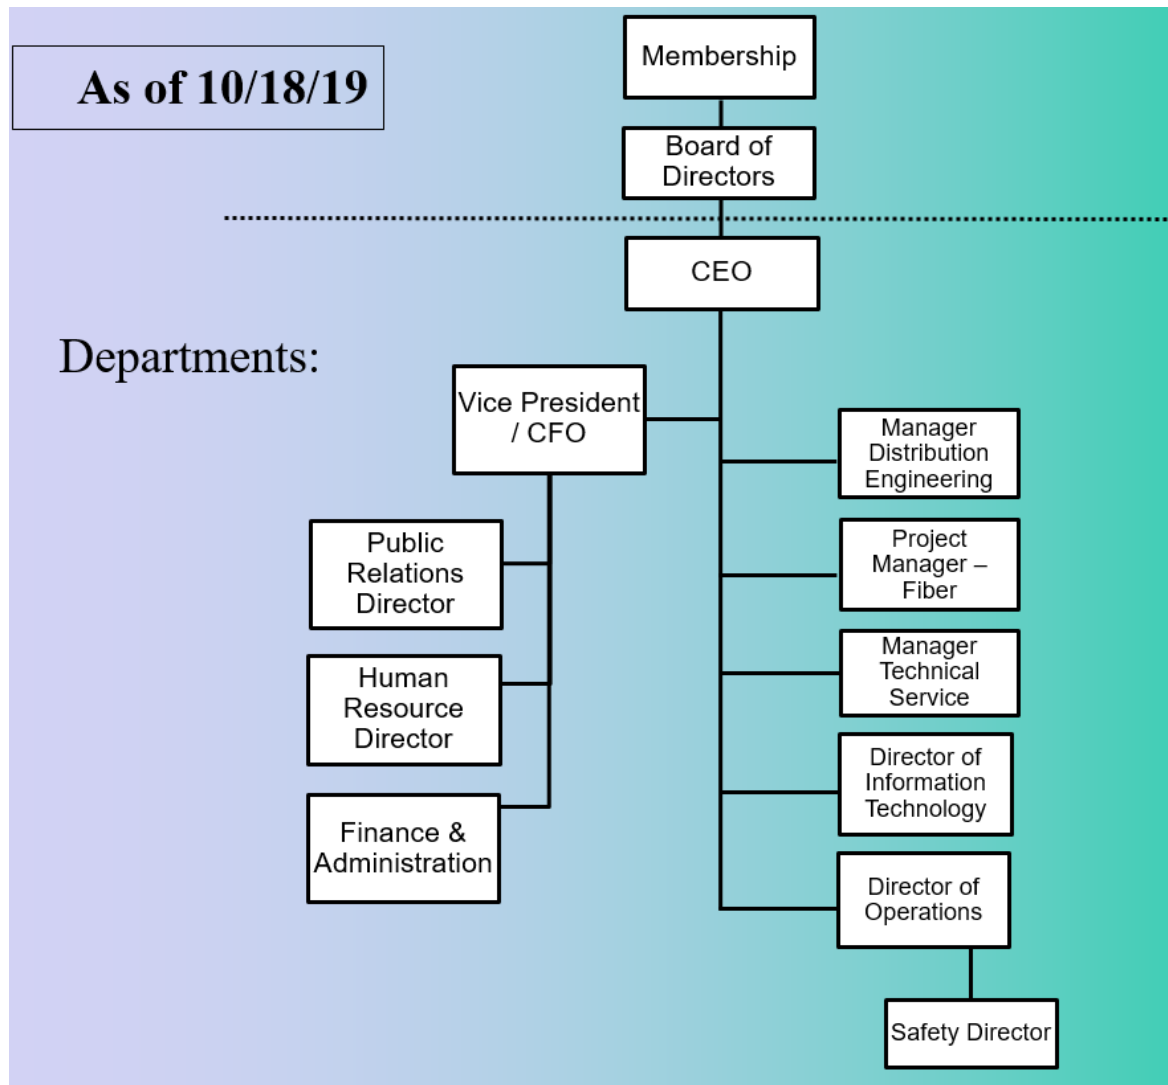 As of 10/18/19
Membership
Board of
Directors
CEO
Departments:
Vice President
/ CFO
Public
Relations
Director
Human
Resource
Director
Finance &
Administration
Manager
Distribution
Engineering
Project
Manager –
Fiber
Manager
Technical
Service
Director of
Information
Technology
Director of
Operations
Safety Director